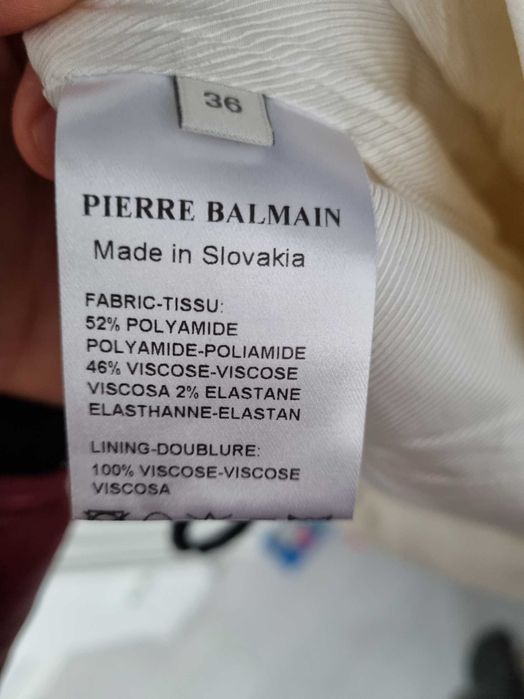 36
PIERRE BALMAIN
Made in Slovakia
FABRIC-TISSU:
52% POLYAMIDE
POLYAMIDE-POLIAMIDE
46% VISCOSE-VISCOSE
VISCOSA 2% ELASTANE
ELASTHANNE-ELASTAN
LINING-DOUBLURE:
100% VISCOSE-VISCOSE
VISCOSA